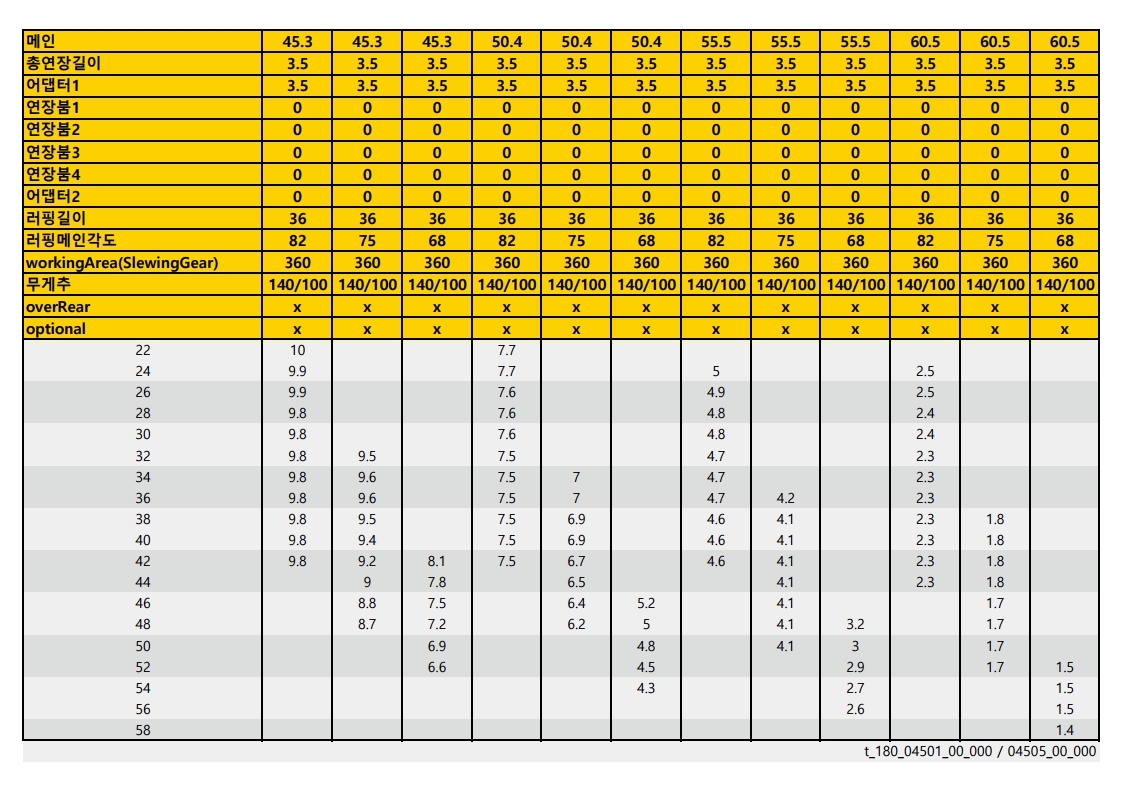 메인 45.3 45.3 45.3 50.4 50.4 50.4 55.5 55.5 55.5 60.5 60.5 60.5
총연장길이 3.5 3.5 3.5 3.5 3.5 3.5 3.5 3.5 3.5 3.5 3.5 3.5
어댑터1 3.5 3.5 3.5 3.5 3.5 3.5 3.5 3.5 3.5 3.5 3.5 3.5
연장붐1 0 0 0 0 0 0 0 0 0 0 0 0
연장붐2 0 0 0 0 0 0 0 0 0 0 0 0
연장붐3 0 0 0 0 0 0 0 0 0 0 0 0
연장붐4 0 0 0 0 0 0 0 0 0 0 0 0
어댑터2 0 0 0 0 0 0 0 0 0 0 0 0
러핑길이 36 36 36 36 36 36 36 36 36 36 36 36
러핑메인각도 82 75 68 82 75 68 82 75 68 82 75 68
workingArea(SlewingGear) 360 360 360 360 360 360 360 360 360 360 360 360
무게추 140/100 140/100 140/100 140/100 140/100 140/100 140/100 140/100 140/100 140/100 140/100 140/100
overRear x x x x x x x x x x x x
optional x x x x x x x x x x x x
22 10 7.7
24 9.9 7.7 5 2.5
26 9.9 7.6 4.9 2.5
28 9.8 7.6 4.8 2.4
30 9.8 7.6 4.8 2.4
32 9.8 9.5 7.5 4.7 2.3
34 9.8 9.6 7.5 7 4.7 2.3
36 9.8 9.6 7.5 7 4.7 4.2 2.3
38 9.8 9.5 7.5 6.9 4.6 4.1 2.3 1.8
40 9.8 9.4 7.5 6.9 4.6 4.1 2.3 1.8
42 9.8 9.2 8.1 7.5 6.7 4.6 4.1 2.3 1.8
44 9 7.8 6.5 4.1 2.3 1.8
46 8.8 7.5 6.4 5.2 4.1 1.7
48 8.7 7.2 6.2 5 4.1 3.2 1.7
50 6.9 4.8 4.1 3 1.7
52 6.6 4.5 2.9 1.7 1.5
54 4.3 2.7 1.5
56 2.6 1.5
58 1.4
t_180_04501_00_000 / 04505_00_000